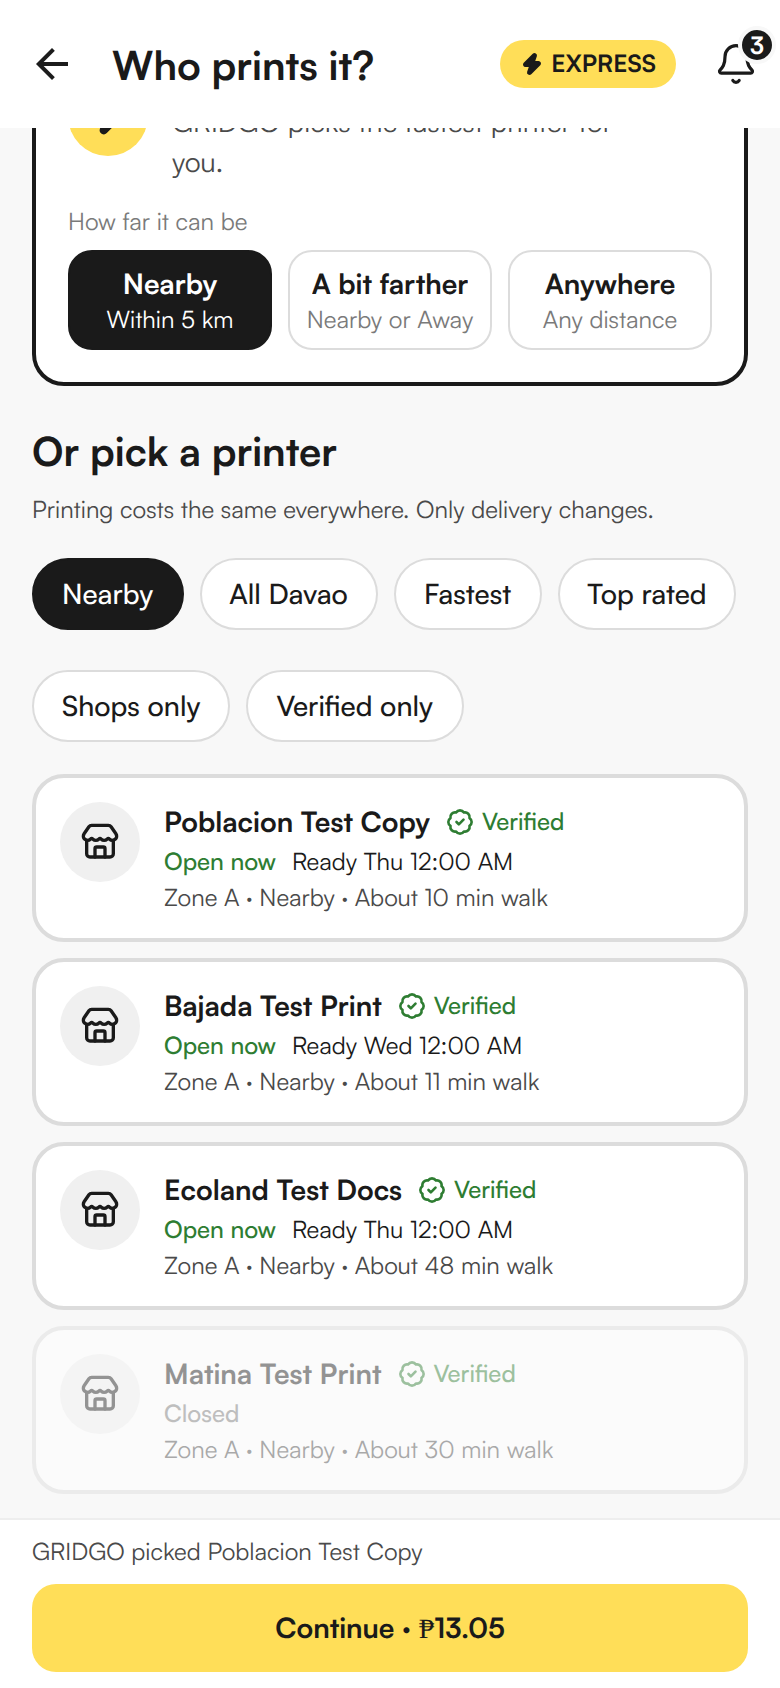 Who prints it?
EXPRESS
3
GRIDGO picks the fastest printer for
you.
How far it can be
Nearby
Within 5 km
A bit farther
Nearby or Away
Anywhere
Any distance
Or pick a printer
Printing costs the same everywhere. Only delivery changes.
Nearby
All Davao
Fastest
Top rated
Shops only
Verified only
Poblacion Test Copy Verified
Open now Ready Thu 12:00 AM
Zone A • Nearby • About 10 min walk
Bajada Test Print Verified
Open now Ready Wed 12:00 AM
Zone A • Nearby • About 11 min walk
Ecoland Test Docs Verified
Open now Ready Thu 12:00 AM
Zone A • Nearby • About 48 min walk
Matina Test Print Verified
Closed
Zone A • Nearby • About 30 min walk
GRIDGO picked Poblacion Test Copy
Continue • ₱13.05